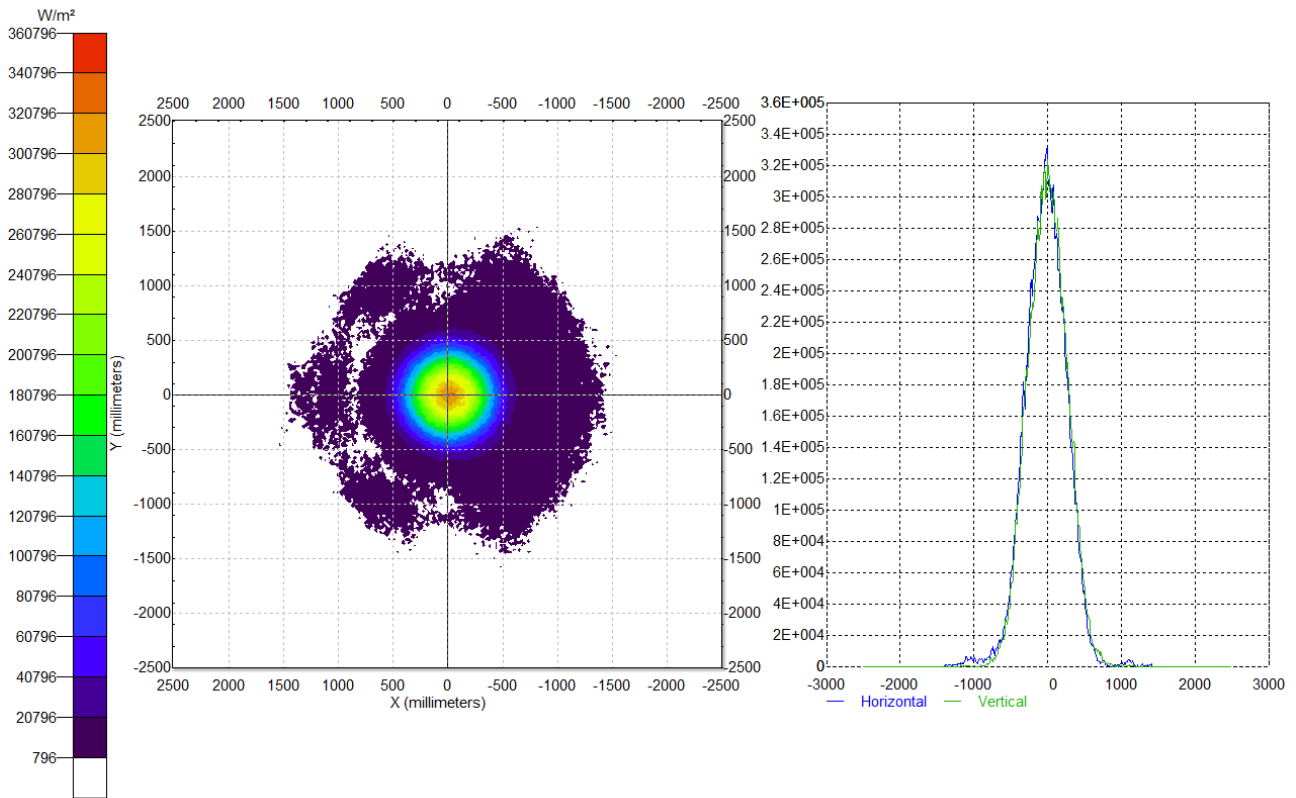 W/m²
360796
340796
320796
300796
280796
260796
240796
220796
200796
180796
160796
140796
120796
100796
80796
60796
40796
20796
796
2500 2000 1500 1000 500 0 -500 -1000 -1500 -2000 -2500
2500 2500
2000 2000
1500 1500
1000 1000
500 500
0 0
-500 -500
-1000 -1000
-1500 -1500
-2000 -2000
-2500 -2500
2500 2000 1500 1000 500 0 -500 -1000 -1500 -2000 -2500
X (millimeters)
Y (millimeters)
3.6E+005
3.4E+005
3.2E+005
3.0E+005
2.8E+005
2.6E+005
2.4E+005
2.2E+005
2E+005
1.8E+005
1.6E+005
1.4E+005
1.2E+005
1E+005
8E+004
6E+004
4E+004
2E+004
0
-3000 -2000 -1000 0 1000 2000 3000
Horizontal Vertical